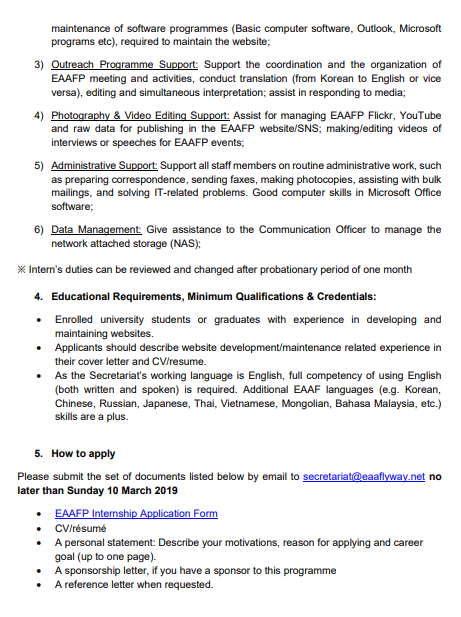 maintenance of software programmes (Basic computer software, Outlook, Microsoft
programs etc), required to maintain the website;
3) Outreach Programme Support: Support the coordination and the organization of
EAAFP meeting and activities, conduct translation (from Korean to English or vice
versa), editing and simultaneous interpretation; assist in responding to media;
4) Photography & Video Editing Support: Assist for managing EAAFP Flickr, YouTube
and raw data for publishing in the EAAFP website/SNS; making/editing videos of
interviews or speeches for EAAFP events;
5) Administrative Support: Support all staff members on routine administrative work, such
as preparing correspondence, sending faxes, making photocopies, assisting with bulk
mailings, and solving IT-related problems. Good computer skills in Microsoft Office
software;
6) Data Management: Give assistance to the Communication Officer to manage the
network attached storage (NAS);
※ Intern's duties can be reviewed and changed after probationary period of one month
4. Educational Requirements, Minimum Qualifications & Credentials:
• Enrolled university students or graduates with experience in developing and
maintaining websites.
• Applicants should describe website development/maintenance related experience in
their cover letter and CV/resume.
• As the Secretariat's working language is English, full competency of using English
(both written and spoken) is required. Additional EAAF languages (e.g. Korean,
Chinese, Russian, Japanese, Thai, Vietnamese, Mongolian, Bahasa Malaysia, etc.)
skills are a plus.
5. How to apply
Please submit the set of documents listed below by email to secretariat@eaaflyway.net no
later than Sunday 10 March 2019
• EAAFP Internship Application Form
• CV/résumé
• A personal statement: Describe your motivations, reason for applying and career
goal (up to one page).
• A sponsorship letter, if you have a sponsor to this programme
• A reference letter when requested.